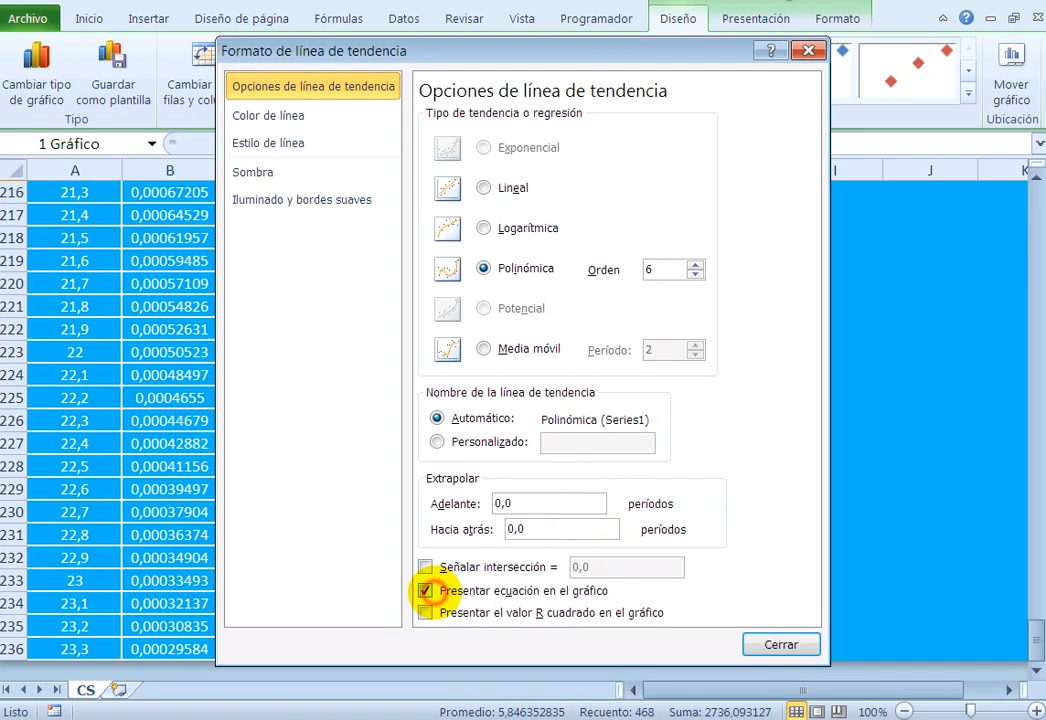 Archivo Inicio Insertar Diseño de página Fórmulas Datos Revisar Vista Programador Diseño Presentación Formato
Formato de línea de tendencia
Cambiar tipo de gráfico
Guardar como plantilla
Cambiar filas y colu
Mover gráfico
Tipo
Ubicación
1 Gráfico
A B I J K
216 21,3 0,00067205
217 21,4 0,00064529
218 21,5 0,00061957
219 21,6 0,00059485
220 21,7 0,00057109
221 21,8 0,00054826
222 21,9 0,00052631
223 22 0,00050523
224 22,1 0,00048497
225 22,2 0,0004655
226 22,3 0,00044679
227 22,4 0,00042882
228 22,5 0,00041156
229 22,6 0,00039497
230 22,7 0,00037904
231 22,8 0,00036374
232 22,9 0,00034904
233 23 0,00033493
234 23,1 0,00032137
235 23,2 0,00030835
236 23,3 0,00029584
Opciones de línea de tendencia
Color de línea
Estilo de línea
Sombra
Iluminado y bordes suaves
Opciones de línea de tendencia
Tipo de tendencia o regresión
Exponencial
Lineal
Logarítmica
Polinómica Orden 6
Potencial
Media móvil Período: 2
Nombre de la línea de tendencia
Automático: Polinómica (Series1)
Personalizado:
Extrapolar
Adelante: 0,0 períodos
Hacia atrás: 0,0 períodos
Señalar intersección = 0,0
Presentar ecuación en el gráfico
Presentar el valor R cuadrado en el gráfico
Cerrar
CS
Listo Promedio: 5,846352835 Recuento: 468 Suma: 2736,093127 100%